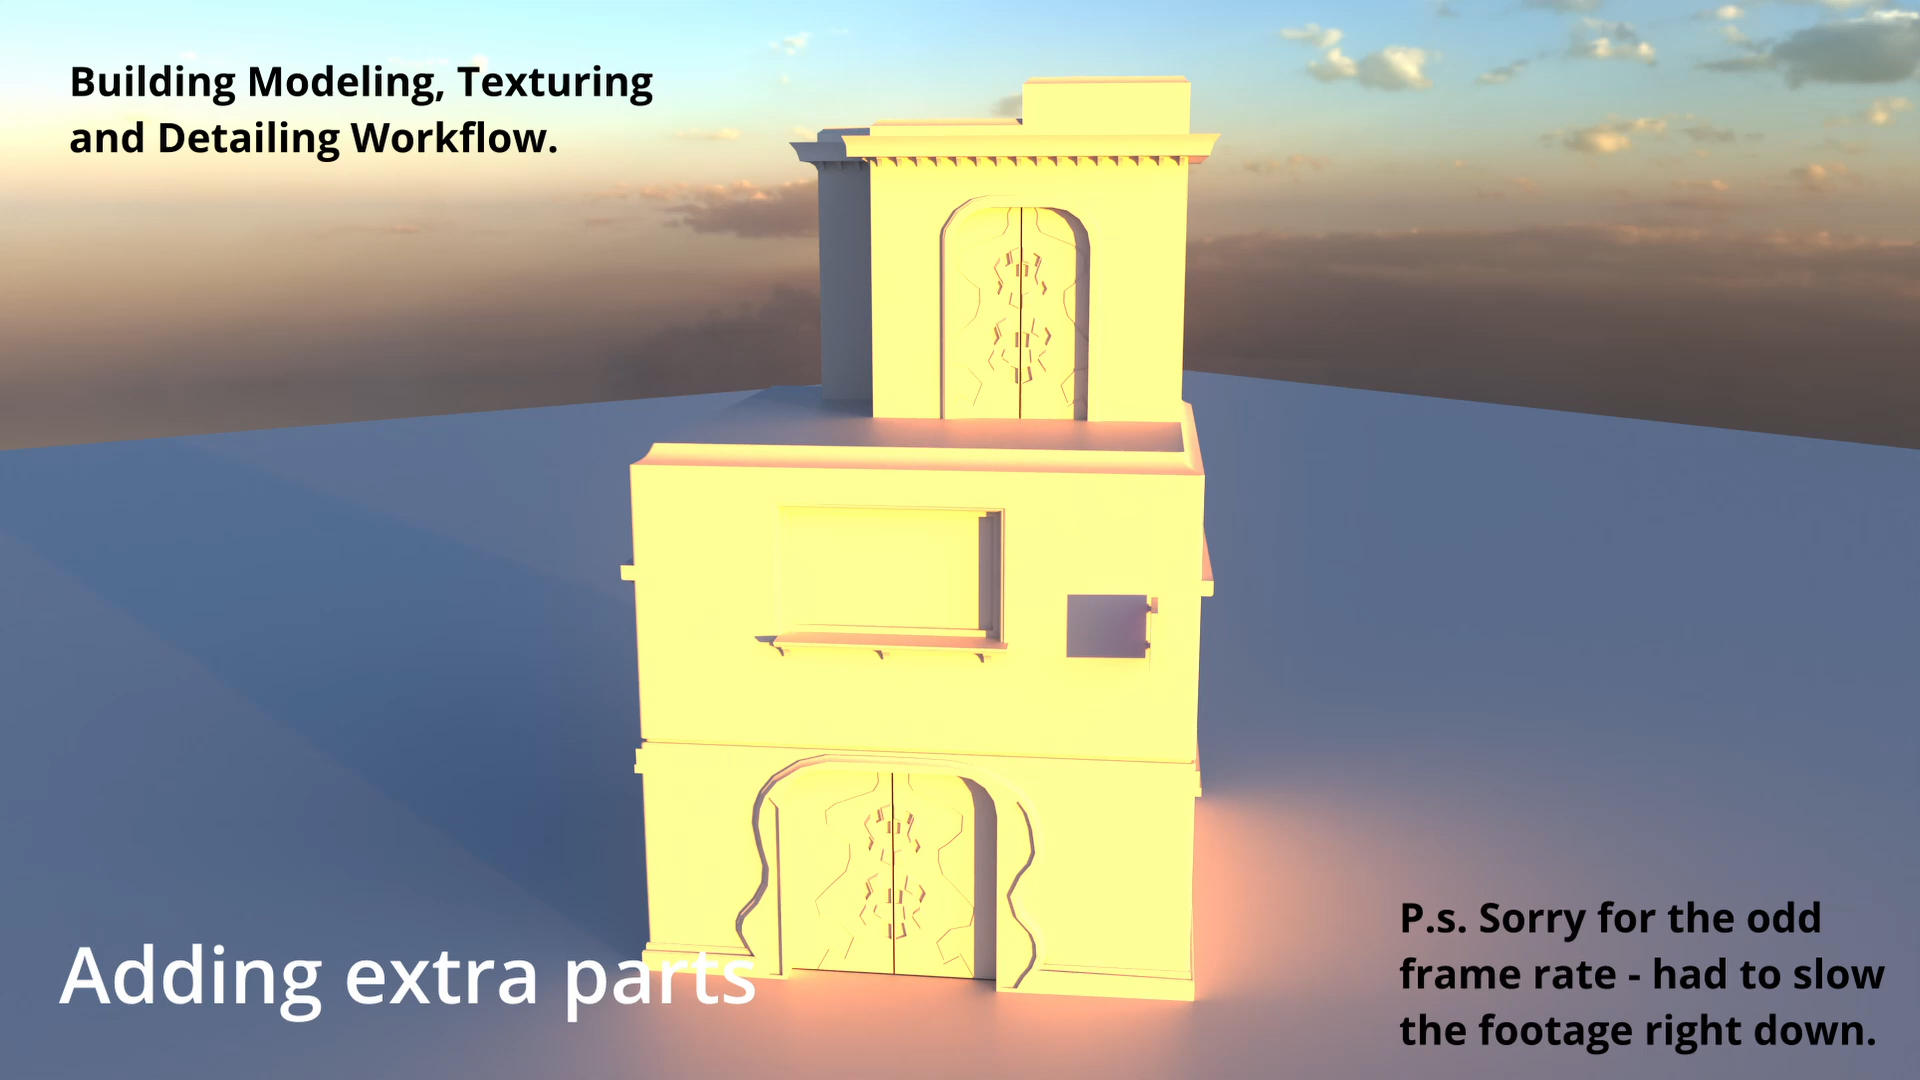 Building Modeling, Texturing
and Detailing Workflow.
Adding extra parts
P.s. Sorry for the odd
frame rate - had to slow
the footage right down.